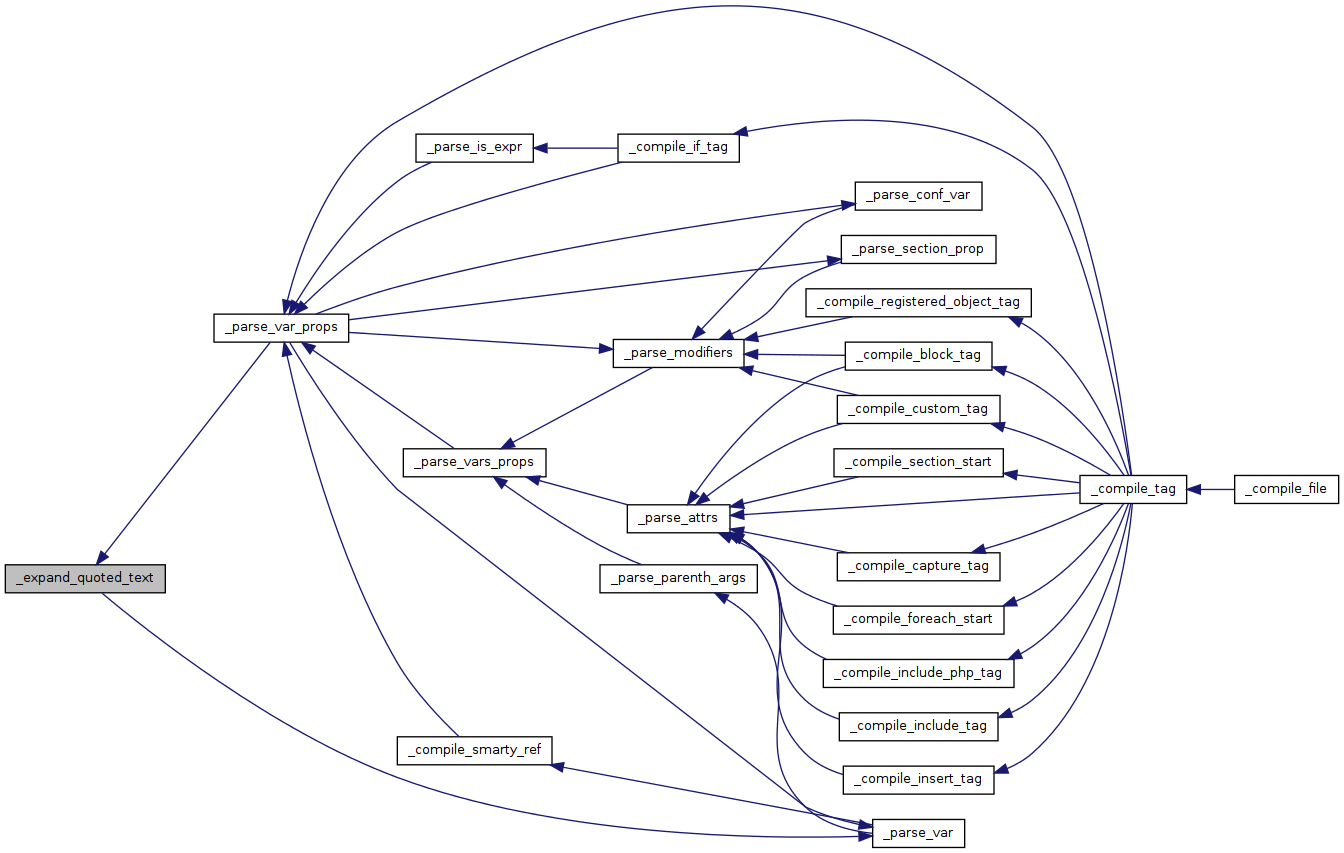 _parse_is_expr
_compile_if_tag
_parse_conf_var
_parse_section_prop
_compile_registered_object_tag
_parse_var_props
_parse_modifiers
_compile_block_tag
_compile_custom_tag
_parse_vars_props
_compile_section_start
_compile_tag
_compile_file
_parse_attrs
_compile_capture_tag
_expand_quoted_text
_parse_parenth_args
_compile_foreach_start
_compile_include_php_tag
_compile_include_tag
_compile_smarty_ref
_compile_insert_tag
_parse_var